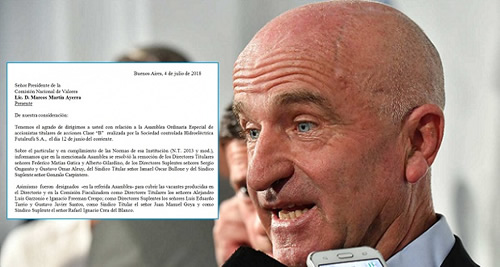 Buenos Aires, 4 de julio de 2018
Señor Presidente de la
Comisión Nacional de Valores
Lic. D. Marcos Martín Ayerra
Presente
De nuestra consideración:
Tenemos el agrado de dirigirnos a usted con relación a la Asamblea Ordinaria Especial de
accionistas titulares de acciones Clase "B" realizada por la Sociedad controlada Hidroeléctrica
Futaleufú S.A., el día 12 de junio del corriente.
Sobre el particular y en cumplimiento de las Normas de esa Institución (N.T. 2013 y mod.),
informamos que en la mencionada Asamblea se resolvió la remoción de los Directores Titulares
señores Federico Matías Gatica y Alberto Gilardino, de los Directores Suplentes señores Sergio
Ongarato y Gustavo Omar Alroy, del Síndico Titular señor Ismael Oscar Bullose y del Síndico
Suplente señor Gonzalo Carpintero.
Asimismo fueron designados -en la referida Asamblea- para cubrir las vacantes producidas en
el Directorio y en la Comisión Fiscalizadora como Directores Titulares los señores Alejandro
Luis Gintonio e Ignacio Foresman Crespo; como Directores Suplentes los señores Luis Eduardo
Tarrio y Gustavo Javier Santos, como Síndico Titular el señor Juan Manuel Goya y como
Síndico Suplente el señor Rafael Ignacio Cera del Blanco.